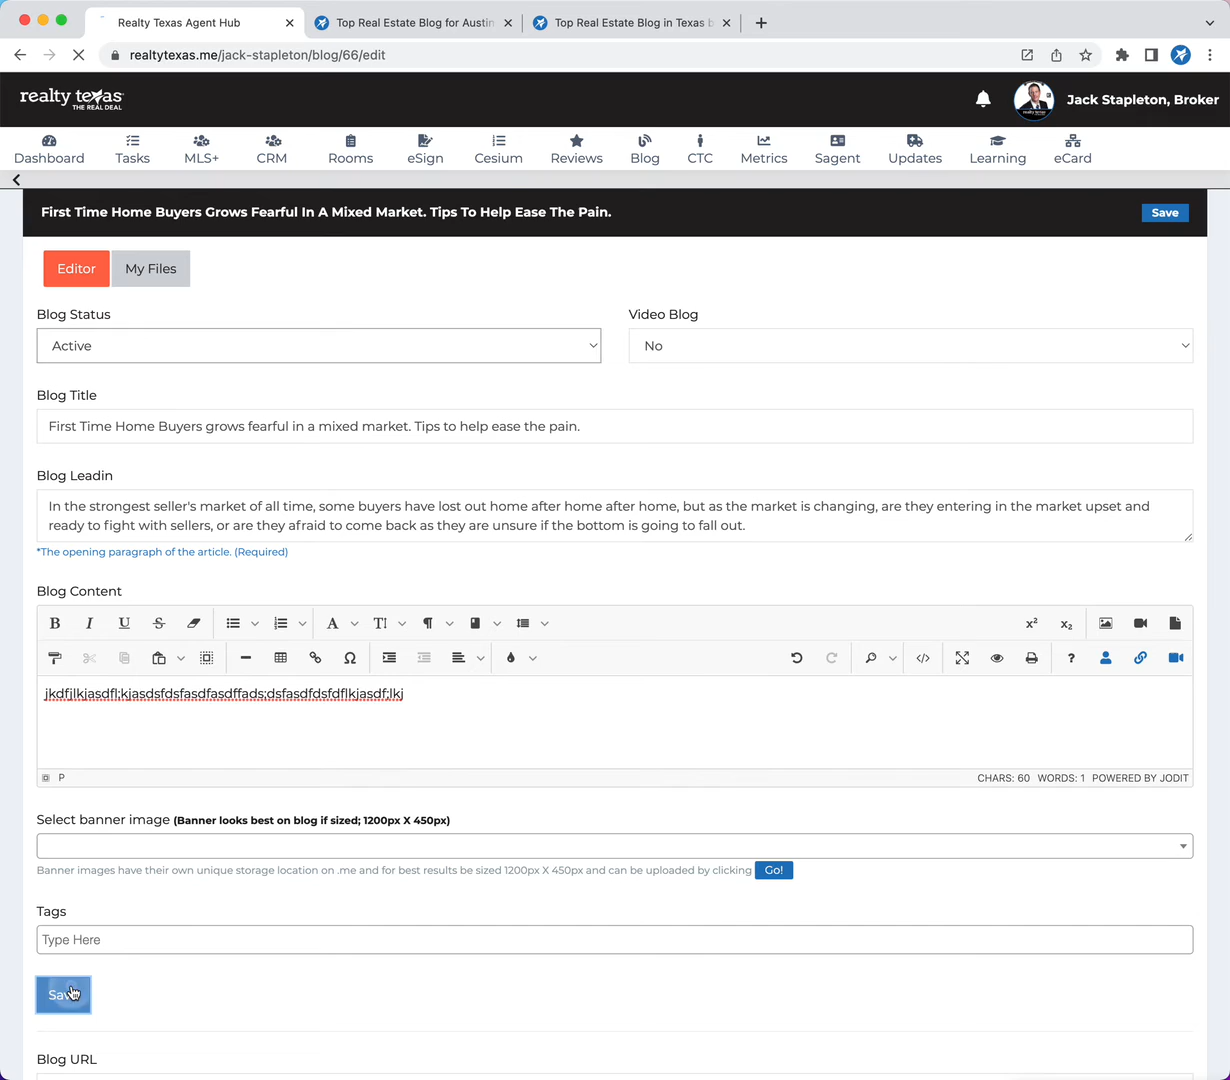 Realty Texas Agent Hub
Top Real Estate Blog for Austin
Top Real Estate Blog in Texas b
realtytexas.me/jack-stapleton/blog/66/edit
realty texas
THE REAL DEAL
Jack Stapleton, Broker
Dashboard
Tasks
MLS+
CRM
Rooms
eSign
Cesium
Reviews
Blog
CTC
Metrics
Sagent
Updates
Learning
eCard
First Time Home Buyers Grows Fearful In A Mixed Market. Tips To Help Ease The Pain.
Save
Editor
My Files
Blog Status
Video Blog
Active
No
Blog Title
First Time Home Buyers grows fearful in a mixed market. Tips to help ease the pain.
Blog Leadin
In the strongest seller's market of all time, some buyers have lost out home after home after home, but as the market is changing, are they entering in the market upset and
ready to fight with sellers, or are they afraid to come back as they are unsure if the bottom is going to fall out.
*The opening paragraph of the article. (Required)
Blog Content
jkdfjlkjasdfl;kjasdsfdsfasdfasdffads;dsfasdfdsfdflkjasdf;lkj
P
CHARS: 60 WORDS: 1 POWERED BY JODIT
Select banner image (Banner looks best on blog if sized; 1200px X 450px)
Banner images have their own unique storage location on .me and for best results be sized 1200px X 450px and can be uploaded by clicking Go!
Tags
Type Here
Save
Blog URL